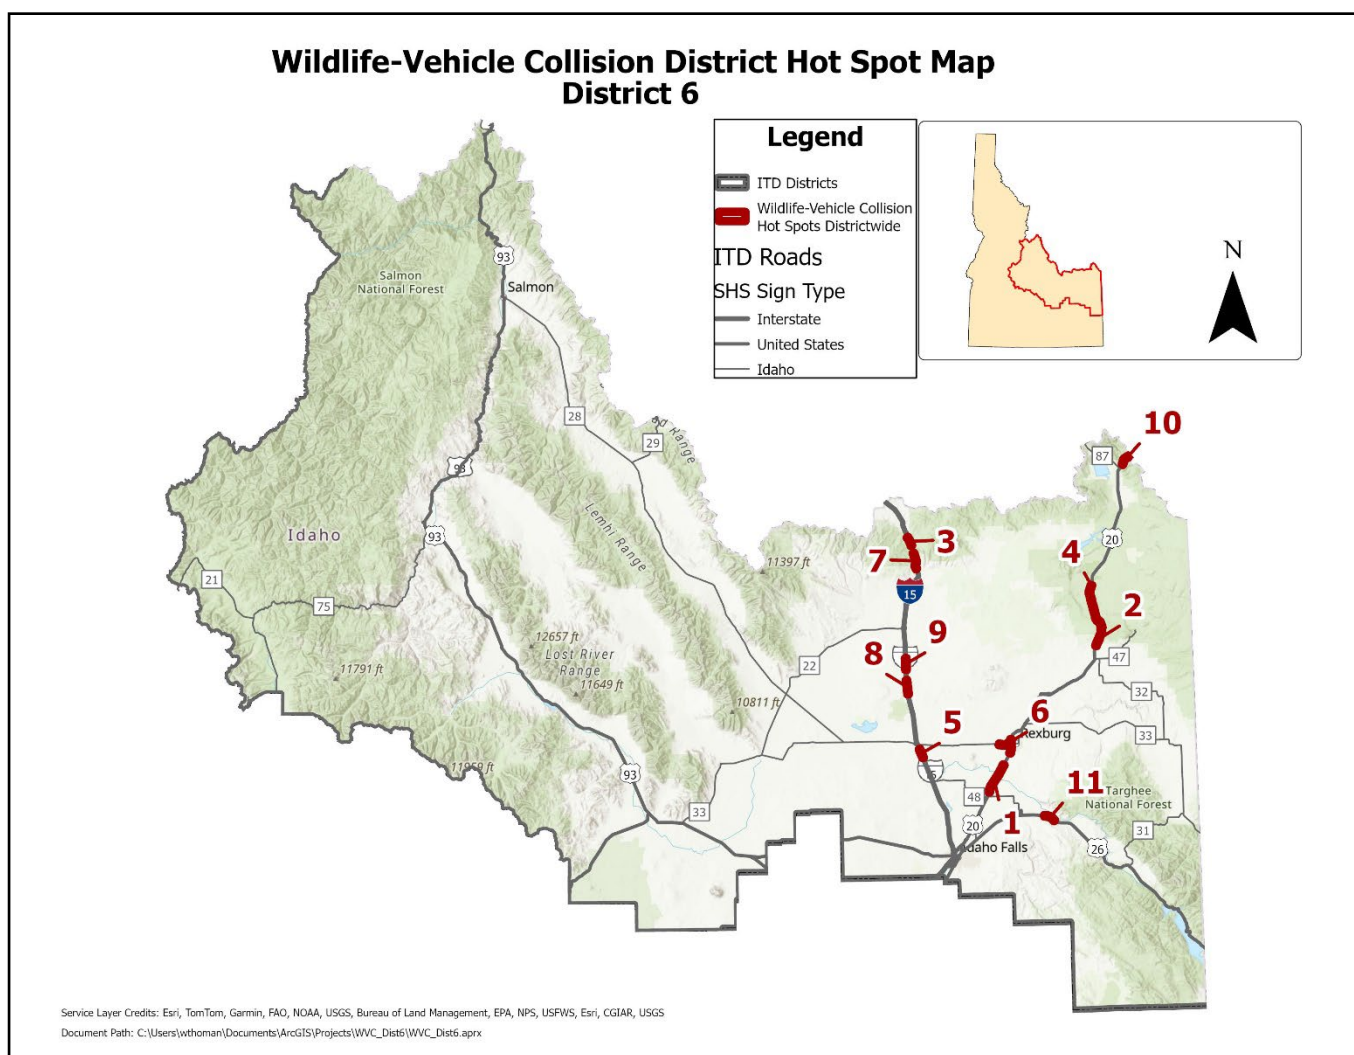 Wildlife-Vehicle Collision District Hot Spot Map
District 6
Legend
ITD Districts
Wildlife-Vehicle Collision
Hot Spots Districtwide
ITD Roads
SHS Sign Type
Interstate
United States
Idaho
N
93
Salmon
National Forest
Salmon
28
29
ad Range
87
10
93
Lemhi Range
Idaho
93
3
20
7
11397 ft
4
21
15
75
2
12657 ft
9
Lost River
Range
47
22
8
11791 ft
11649 ft
32
10811 ft
6
5
Rexburg
33
11959 ft
93
15
11
48
Targhee
National Forest
33
1
20
31
daho Falls
26
Service Layer Credits: Esri, TomTom, Garmin, FAO, NOAA, USGS, Bureau of Land Management, EPA, NPS, USFWS, Esri, CGIAR, USGS
Document Path: C:\Users\wthoman\Documents\ArcGIS\Projects\WVC_Dist6\WVC_Dist6.aprx